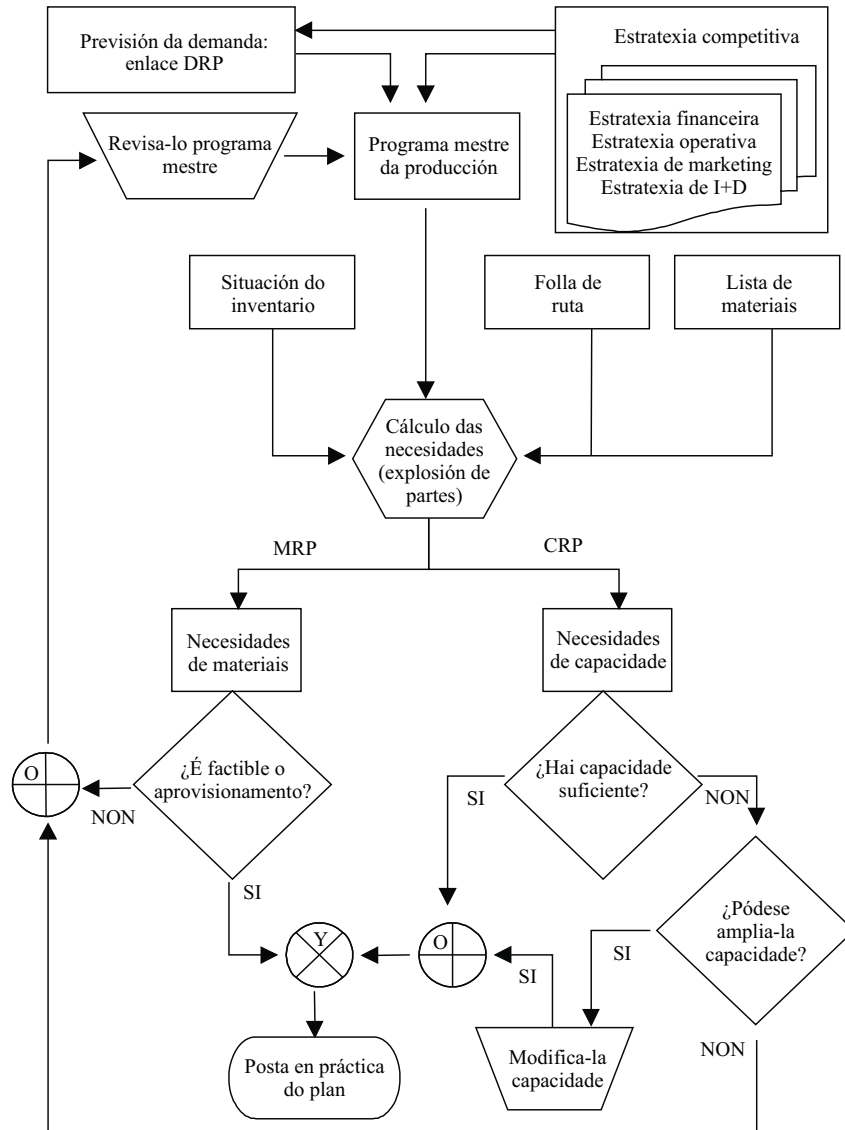 Previsión da demanda:
enlace DRP
Estratexia competitiva
Estratexia financeira
Estratexia operativa
Estratexia de marketing
Estratexia de I+D
Revisa-lo programa
mestre
Programa mestre
da producción
Situación do
inventario
Folla de
ruta
Lista de
materiais
Cálculo das
necesidades
(explosión de
partes)
MRP
CRP
Necesidades
de materiais
Necesidades
de capacidade
O
NON
¿É factible o
aprovisionamento?
SI
¿Hai capacidade
suficiente?
SI
NON
¿Pódese
amplia-la
capacidade?
SI
NON
Y
O
SI
Posta en práctica
do plan
Modifica-la
capacidade